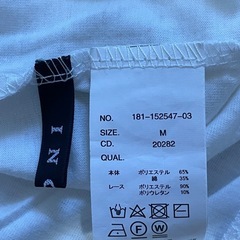 NO. 181-152547-03
SIZE. M
CD. 20282
QUAL.
本体 ポリエステル 65%
綿 35%
レース ポリエステル 90%
ポリウレタン 10%